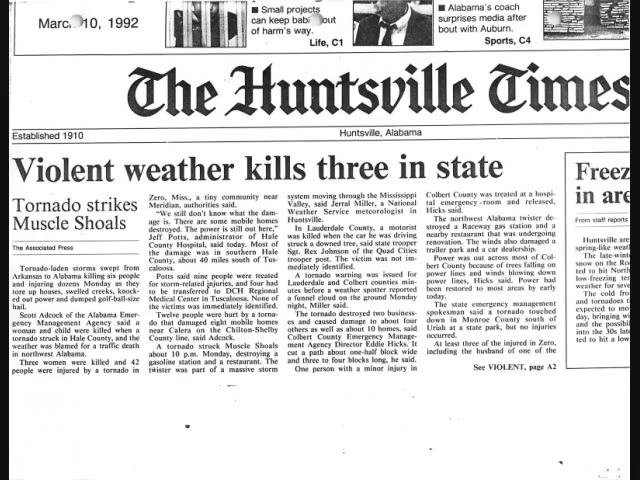 March 10, 1992
Small projects
can keep babies out
of harm's way.
Life, C1
Alabama's coach
surprises media after
bout with Auburn.
Sports, C4
The Huntsville Times
Established 1910
Huntsville, Alabama
Violent weather kills three in state
Tornado strikes
Muscle Shoals
The Associated Press
Tornado-laden storms swept from
Arkansas to Alabama killing six people
and injuring dozens Monday as they
tore up houses, swelled creeks, knock-
ed out power and dumped golf-ball-size
hail.
Scott Adcock of the Alabama Emer-
gency Management Agency said a
woman and child were killed when a
tornado struck in Hale County, and the
weather was blamed for a traffic death
in northwest Alabama.
Three women were killed and 42
people were injured by a tornado in
Zero, Miss., a tiny community near
Meridian, authorities said.
"We still don't know what the dam-
age is. There are some mobile homes
destroyed. The power is still out here,"
Jeff Potts, administrator of Hale
County Hospital, said today. Most of
the damage was in southern Hale
County, about 40 miles south of Tus-
caloosa.
Potts said nine people were treated
for storm-related injuries, and four had
to be transferred to DCH Regional
Medical Center in Tuscaloosa. None of
the victims was immediately identified.
Twelve people were hurt by a torna-
do that damaged eight mobile homes
near Calera on the Chilton-Shelby
County line, said Adcock.
A tornado struck Muscle Shoals
about 10 p.m. Monday, destroying a
gasoline station and a restaurant. The
twister was part of a massive storm
system moving through the Mississippi
Valley, said Jerral Miller, a National
Weather Service meteorologist in
Huntsville.
In Lauderdale County, a motorist
was killed when the car he was driving
struck a downed tree, said state trooper
Sgt. Rex Johnson of the Quad Cities
trooper post. The victim was not im-
mediately identified.
A tornado warning was issued for
Lauderdale and Colbert counties min-
utes before a weather spotter reported
a funnel cloud on the ground Monday
night, Miller said.
The tornado destroyed two business-
es and caused damage to about four
others as well as about 10 homes, said
Colbert County Emergency Manage-
ment Agency Director Eddie Hicks. It
cut a path about one-half block wide
and three to four blocks long, he said.
One person with a minor injury in
Colbert County was treated at a hospi-
tal emergency-room and released,
Hicks said.
The northwest Alabama twister de-
stroyed a Raceway gas station and a
nearby restaurant that was undergoing
renovation. The winds also damaged a
trailer park and a car dealership.
Power was out across most of Col-
bert County because of trees falling on
power lines and winds blowing down
power lines, Hicks said. Power had
been restored to most areas by early
today.
The state emergency management
spokesman said a tornado touched
down in Monroe County south of
Uriah at a state park, but no injuries
occurred.
At least three of the injured in Zero,
including the husband of one of the
See VIOLENT, page A2
Freez
in are
From staff reports
Huntsville are
spring-like weat
The late-winte
snow on the Ro
ted to hit North
low-freezing te
weather for seve
The cold fro
and tornadoes t
expected to mo
day, bringing wi
and the possibil
into the 30s late
ted to hit a low